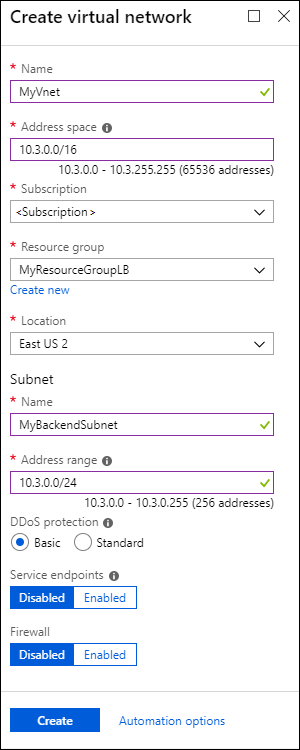 Create virtual network
* Name
MyVnet
* Address space
10.3.0.0/16
10.3.0.0 - 10.3.255.255 (65536 addresses)
* Subscription
<Subscription>
* Resource group
MyResourceGroupLB
Create new
* Location
East US 2
Subnet
* Name
MyBackendSubnet
* Address range
10.3.0.0/24
10.3.0.0 - 10.3.0.255 (256 addresses)
DDoS protection
Basic Standard
Service endpoints
Disabled Enabled
Firewall
Disabled Enabled
Create Automation options